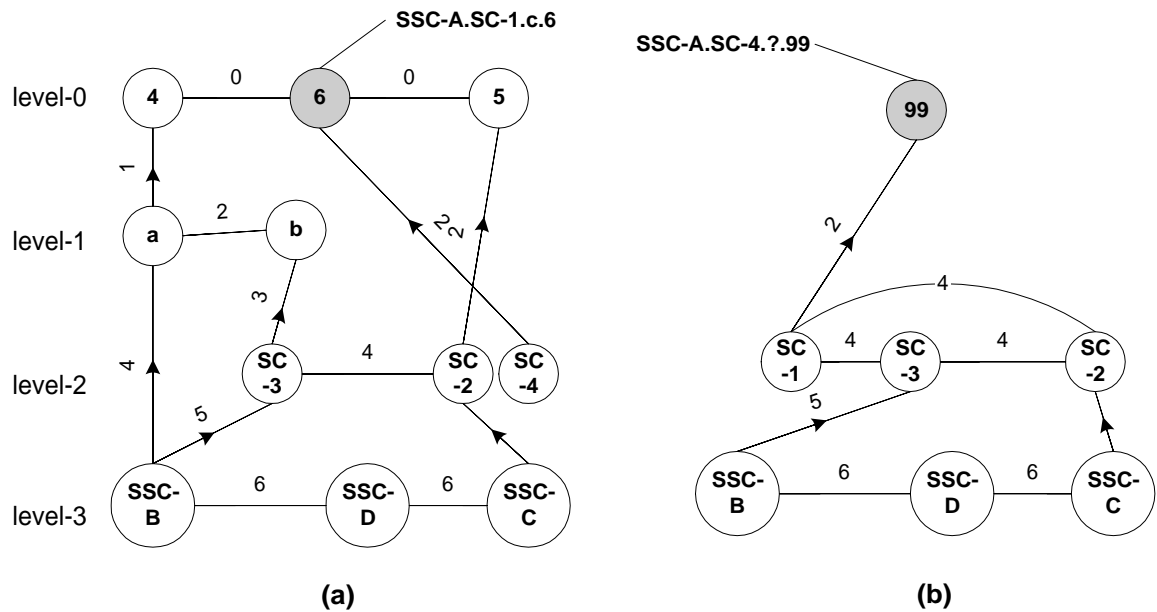 SSC-A.SC-1.c.6
SSC-A.SC-4.?.99
level-0
4
0
6
0
5
99
1
2
2
2
level-1
a
2
b
3
4
4
level-2
SC
-3
4
SC
-2
SC
-4
SC
-1
4
SC
-3
4
SC
-2
5
5
level-3
SSC-
B
6
SSC-
D
6
SSC-
C
SSC-
B
6
SSC-
D
6
SSC-
C
(a)
(b)